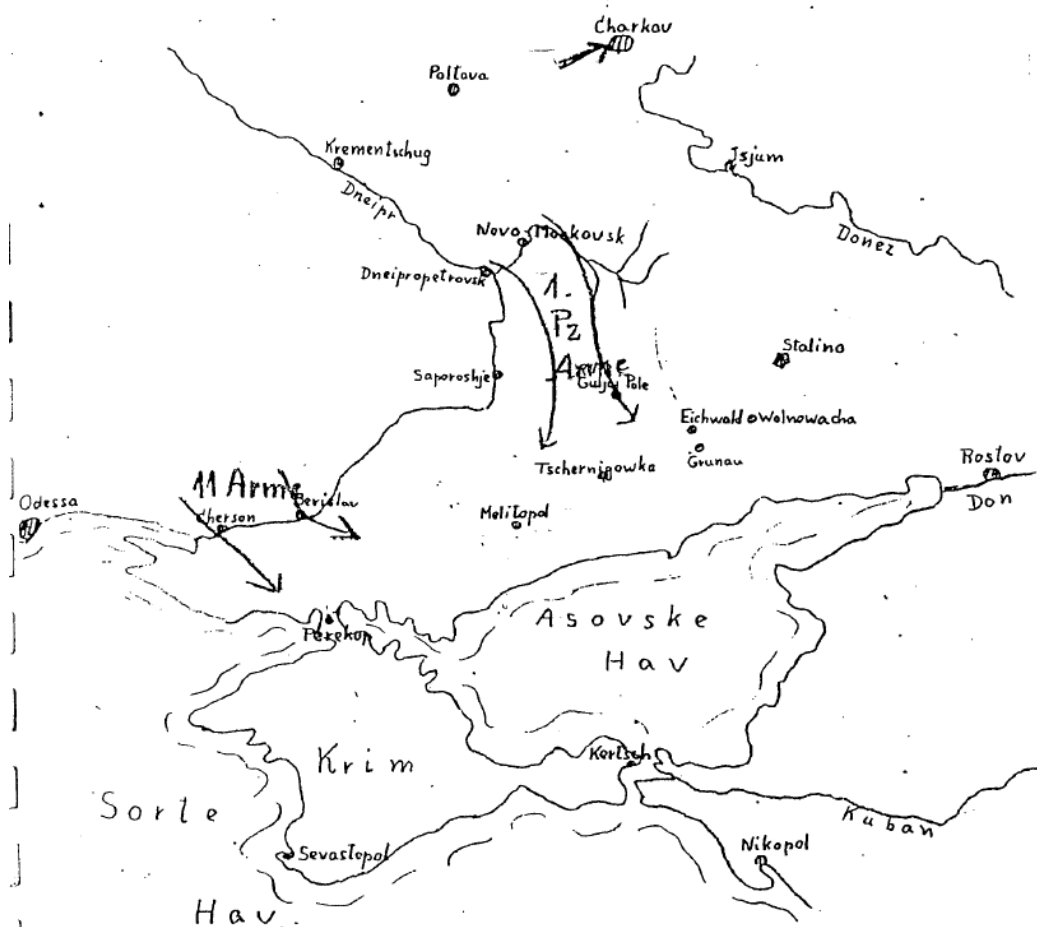 Charkov
Poltava
Krementschug
Dneipr
Isjum
Donez
Novo-Moskovsk
Dneipropetrovsk
1.
Pz
Arme
Stalino
Saporoshje
Guljaj Pole
Eichwald
Wolnowacha
Grunau
Tschernigowka
Rostov
Don
11 Arme
Berislav
Odessa
Cherson
Melitopol
Perekop
Asovske
Hav
Krim
Kertsch
Sorte
Hav
Kuban
Sevastopol
Nikopol